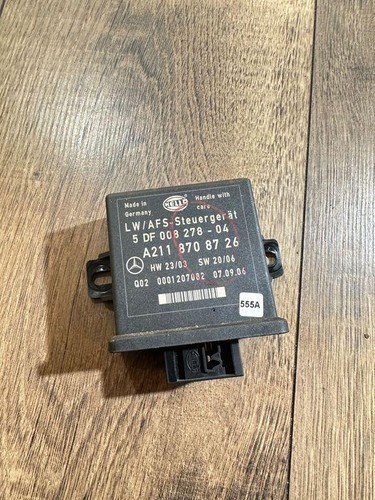 Made in Germany
HELLA
Handle with care
LW/AFS-Steuergerät
5 DF 008 278 - 04
A211 870 87 26
HW 23/03 SW 20/06
Q02 0001207082 07.09.06
555A